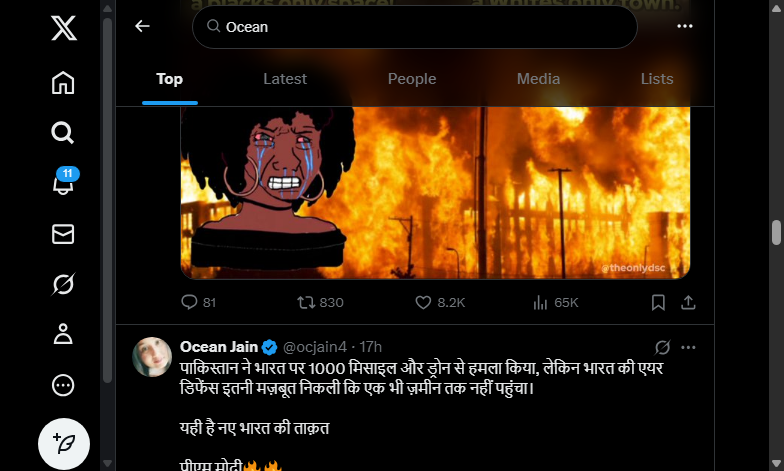 a blacks only space! a whites only town.
Ocean
Top Latest People Media Lists
11
@theonlydsc
81 830 8.2K 65K
Ocean Jain @ocjain4 · 17h
पाकिस्तान ने भारत पर 1000 मिसाइल और ड्रोन से हमला किया, लेकिन भारत की एयर
डिफेंस इतनी मज़बूत निकली कि एक भी ज़मीन तक नहीं पहुंचा।
यही है नए भारत की ताक़त
पीएम मोदी🔥🔥